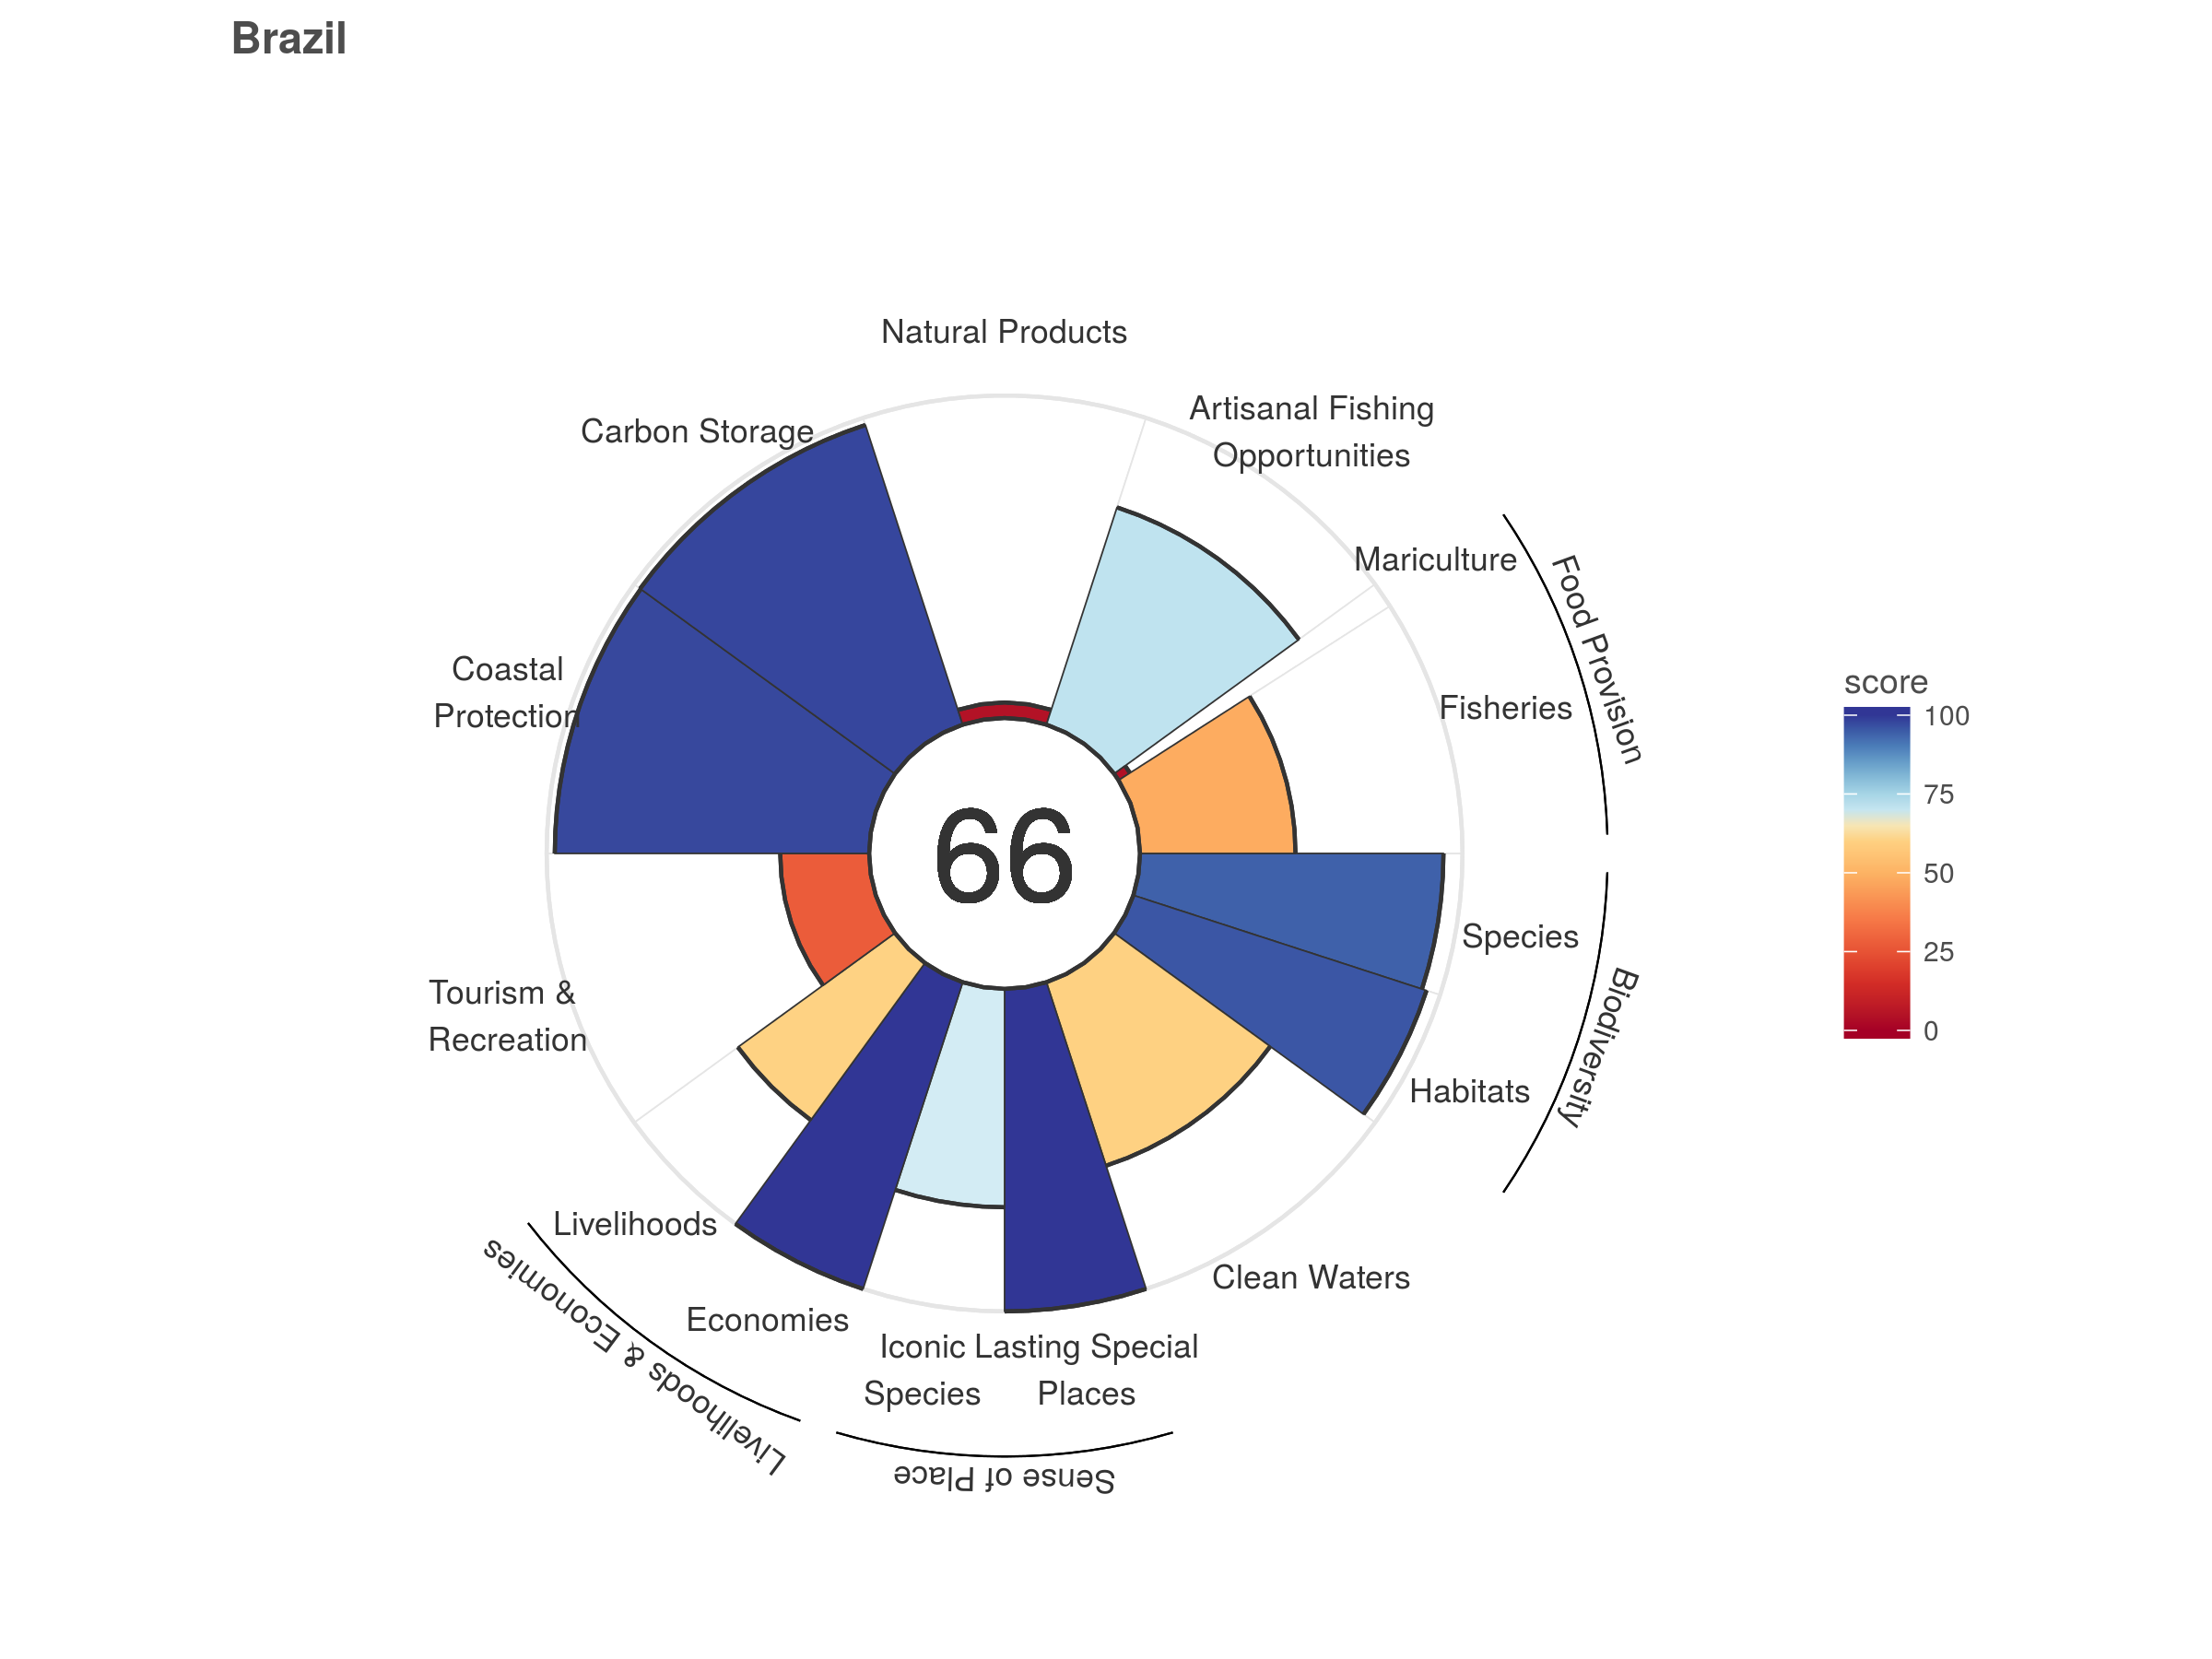 Brazil
Natural Products
Artisanal Fishing
Opportunities
Carbon Storage
Mariculture
Food Provision
Coastal
Protection
Fisheries
score
100
75
50
25
0
66
Species
Biodiversity
Tourism &
Recreation
Habitats
Livelihoods
Clean Waters
Economies
Livelihoods & Economies
Iconic
Species
Lasting Special
Places
Sense of Place